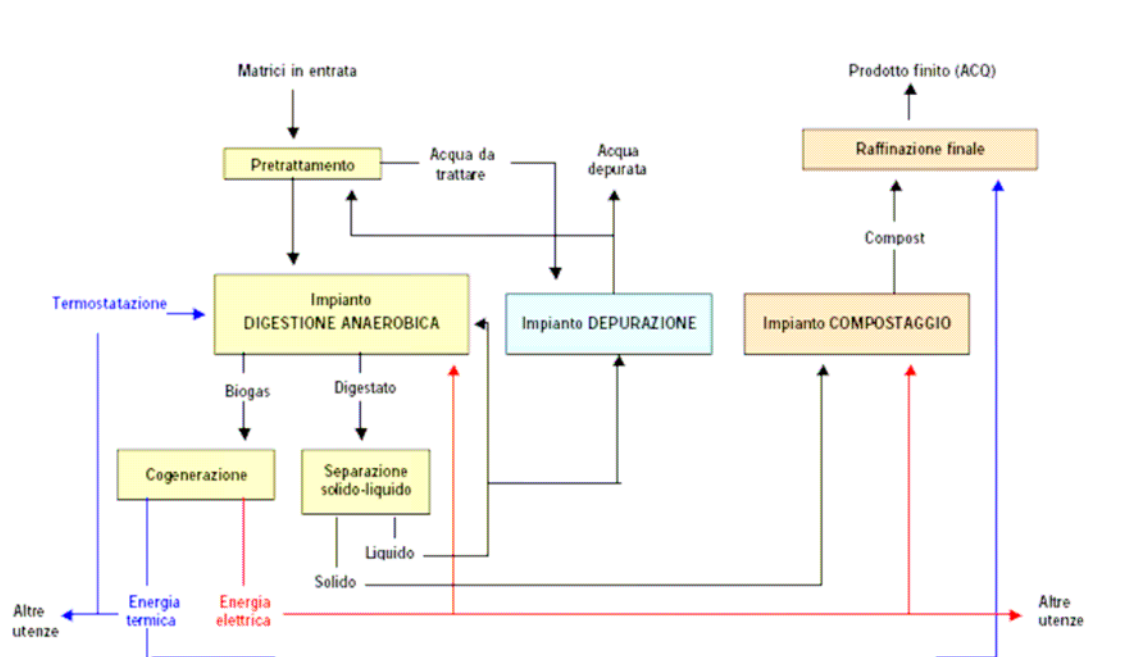 Matrici in entrata
Prodotto finito (ACQ)
Pretrattamento
Acqua da
trattare
Acqua
depurata
Raffinazione finale
Compost
Termostatazione
Impianto
DIGESTIONE ANAEROBICA
Impianto DEPURAZIONE
Impianto COMPOSTAGGIO
Biogas
Digestato
Cogenerazione
Separazione
solido-liquido
Liquido
Solido
Altre
utenze
Energia
termica
Energia
elettrica
Altre
utenze